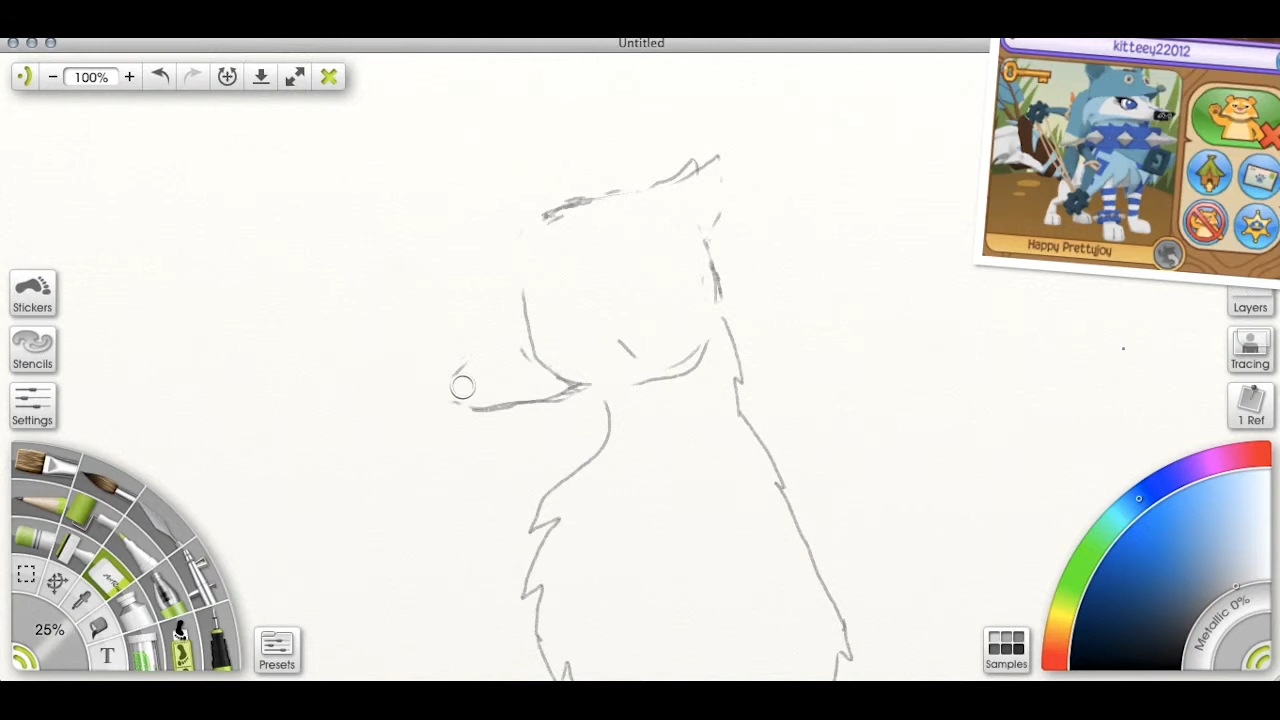 Untitled
kitteey22012
100%
Stickers
Stencils
Settings
Happy Prettyjoy
Layers
Tracing
1 Ref
25%
T
Presets
Samples
Metallic 0%